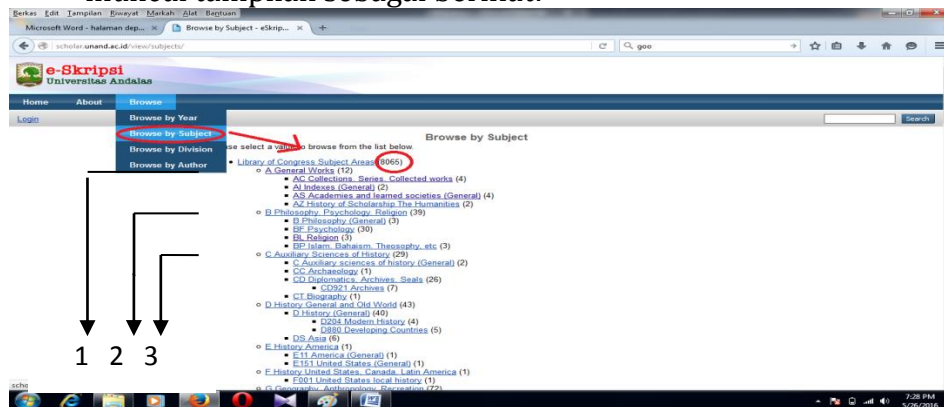 Berkas Edit Tampilan Riwayat Markah Alat Bantuan
Microsoft Word - halaman dep... × Browse by Subject - eSkrip... × +
scholar.unand.ac.id/view/subjects/ goo
e-Skripsi
Universitas Andalas
Home About Browse
Login Search
Browse by Year
Browse by Subject
Browse by Division
Browse by Author
Browse by Subject
se select a value to browse from the list below.
Library of Congress Subject Areas (8065)
A General Works (12)
AC Collections. Series. Collected works (4)
AI Indexes (General) (2)
AS Academies and learned societies (General) (4)
AZ History of Scholarship The Humanities (2)
B Philosophy. Psychology. Religion (39)
B Philosophy (General) (3)
BF Psychology (30)
BL Religion (3)
BP Islam. Bahaism. Theosophy, etc (3)
C Auxiliary Sciences of History (29)
C Auxiliary sciences of history (General) (2)
CC Archaeology (1)
CD Diplomatics. Archives. Seals (26)
CD921 Archives (7)
CT Biography (1)
D History General and Old World (43)
D History (General) (40)
D204 Modern History (4)
D880 Developing Countries (5)
DS Asia (6)
E History America (1)
E11 America (General) (1)
E151 United States (General) (1)
F History United States, Canada, Latin America (1)
F001 United States local history (1)
G Geography. Anthropology. Recreation (72)
1 2 3
scho
7:28 PM
5/26/2016